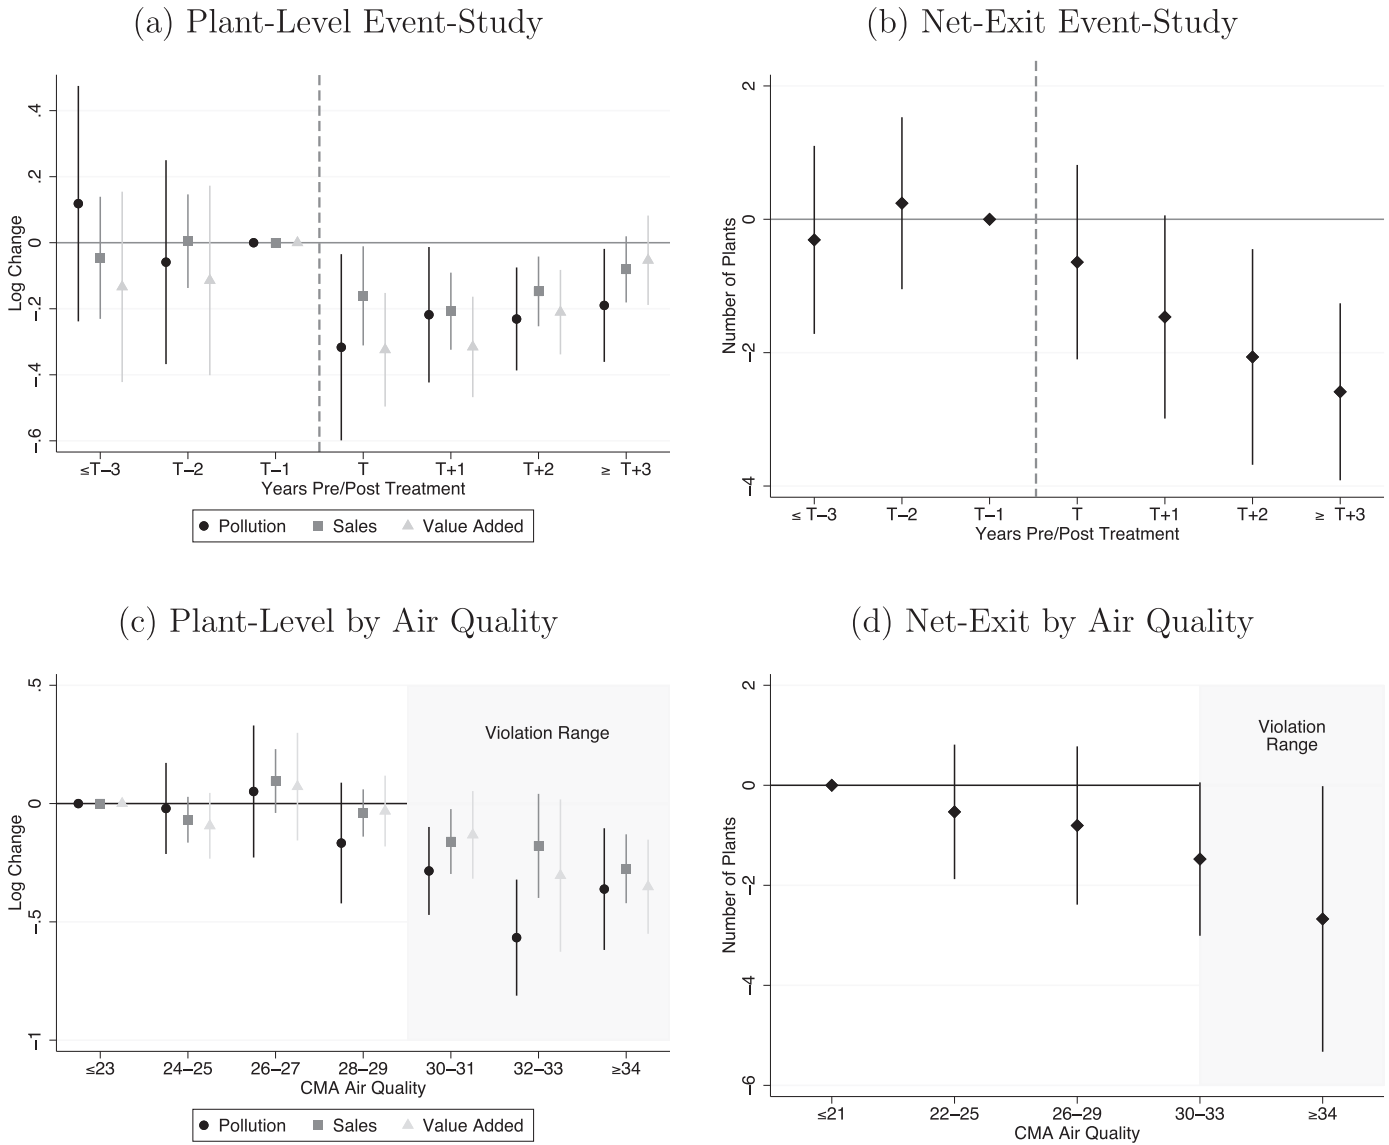 (a) Plant-Level Event-Study
.4
.2
0
-.2
-.4
-.6
Log Change
≤T−3 T−2 T−1 T T+1 T+2 ≥ T+3
Years Pre/Post Treatment
Pollution Sales Value Added
(b) Net-Exit Event-Study
2
0
-2
-4
Number of Plants
≤ T−3 T−2 T−1 T T+1 T+2 ≥ T+3
Years Pre/Post Treatment
(c) Plant-Level by Air Quality
.5
0
-.5
-1
Log Change
Violation Range
≤23 24−25 26−27 28−29 30−31 32−33 ≥34
CMA Air Quality
Pollution Sales Value Added
(d) Net-Exit by Air Quality
2
0
-2
-4
-6
Number of Plants
Violation
Range
≤21 22−25 26−29 30−33 ≥34
CMA Air Quality